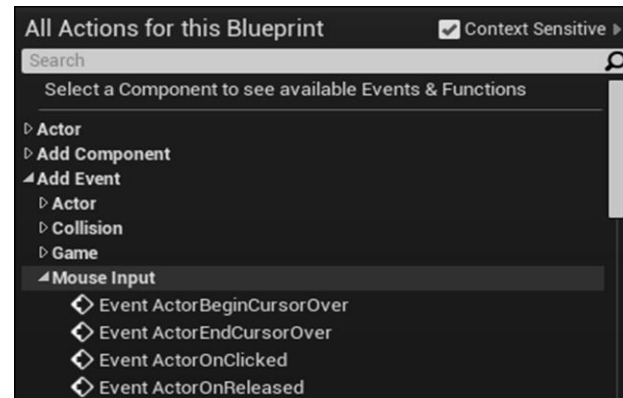 All Actions for this Blueprint Context Sensitive
Search
Select a Component to see available Events & Functions
Actor
Add Component
Add Event
Actor
Collision
Game
Mouse Input
Event ActorBeginCursorOver
Event ActorEndCursorOver
Event ActorOnClicked
Event ActorOnReleased